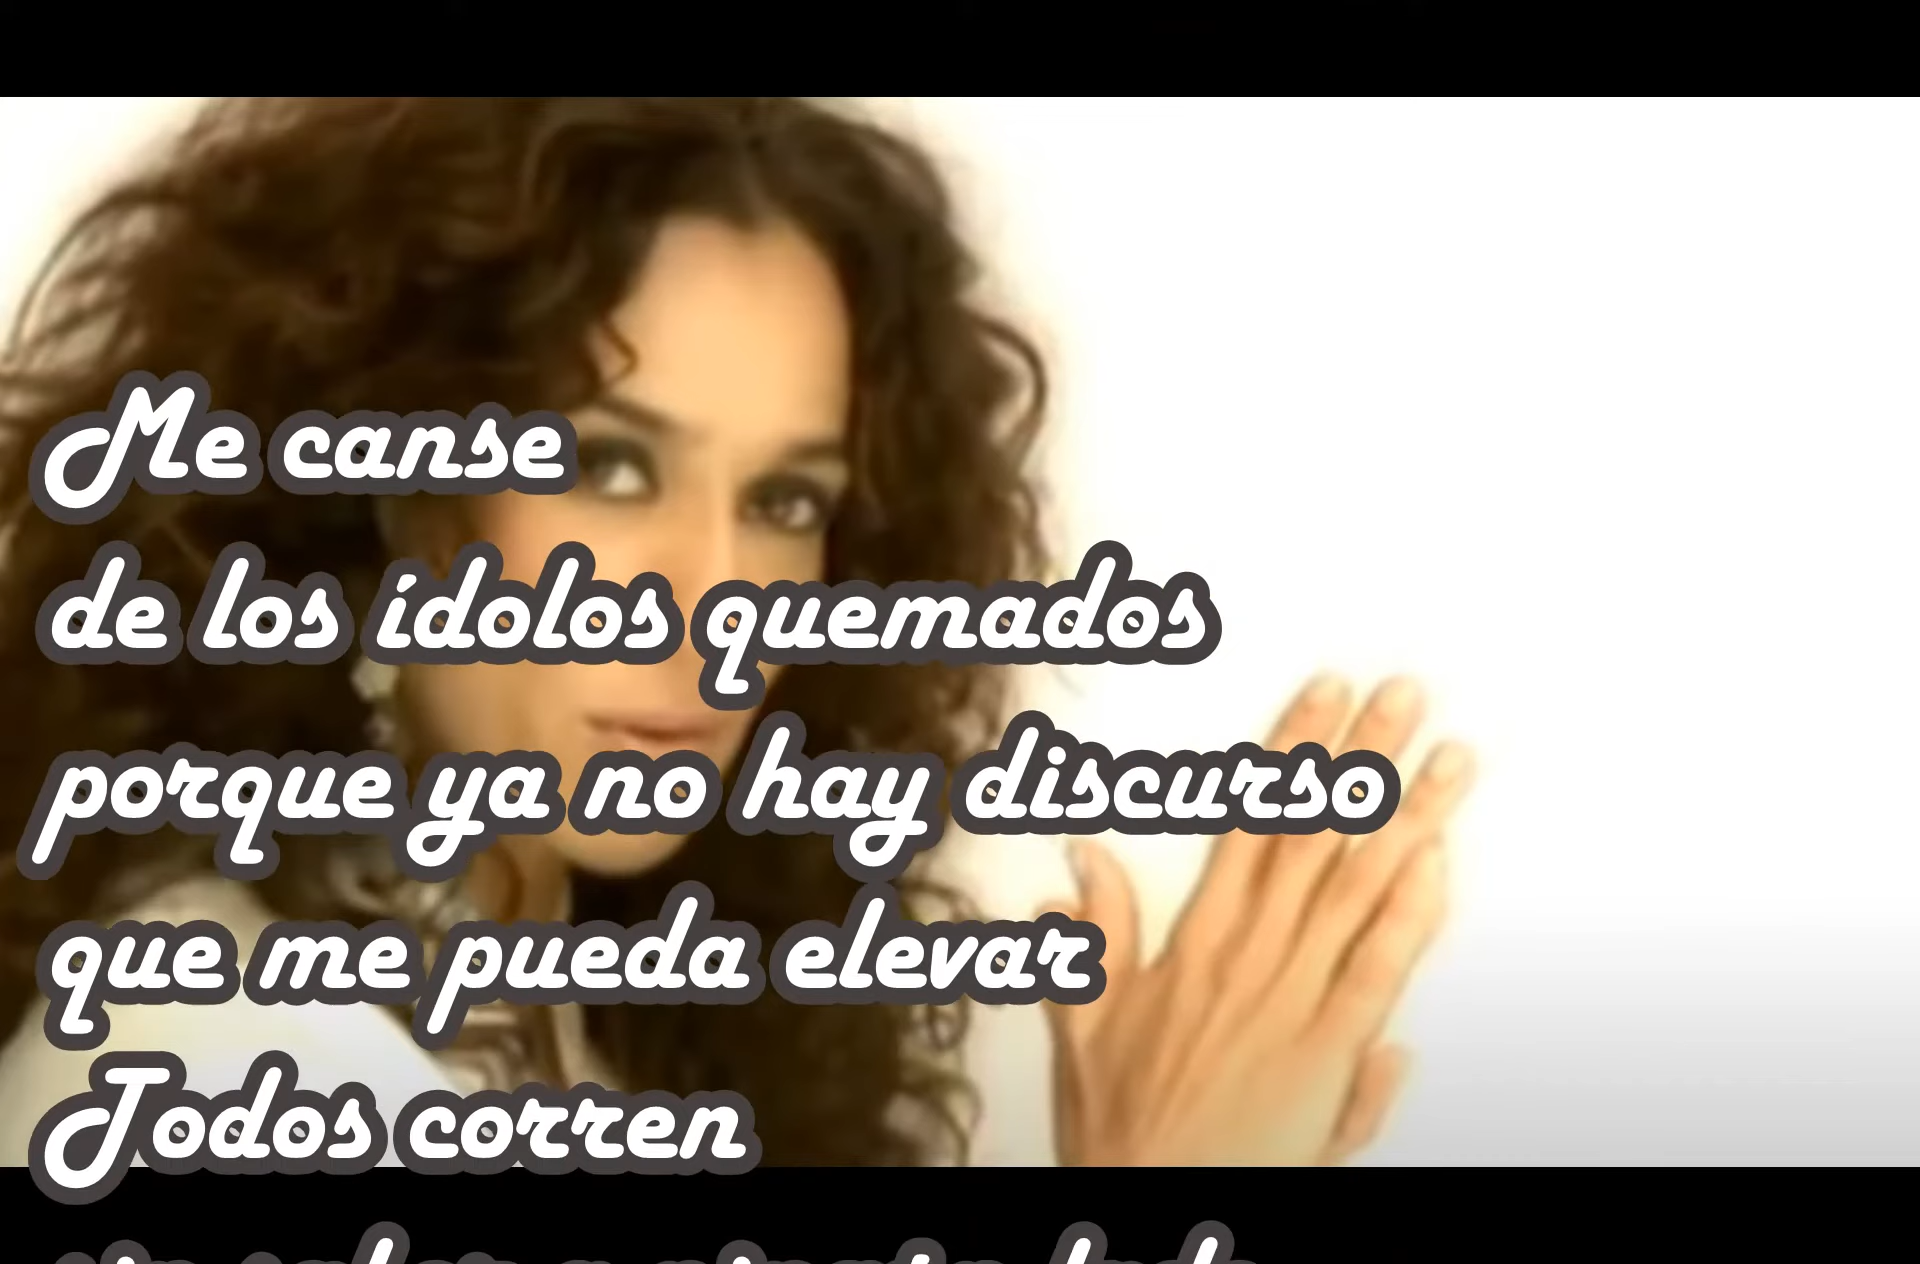 Me canse
de los ídolos quemados
porque ya no hay discurso
que me pueda elevar
Todos corren